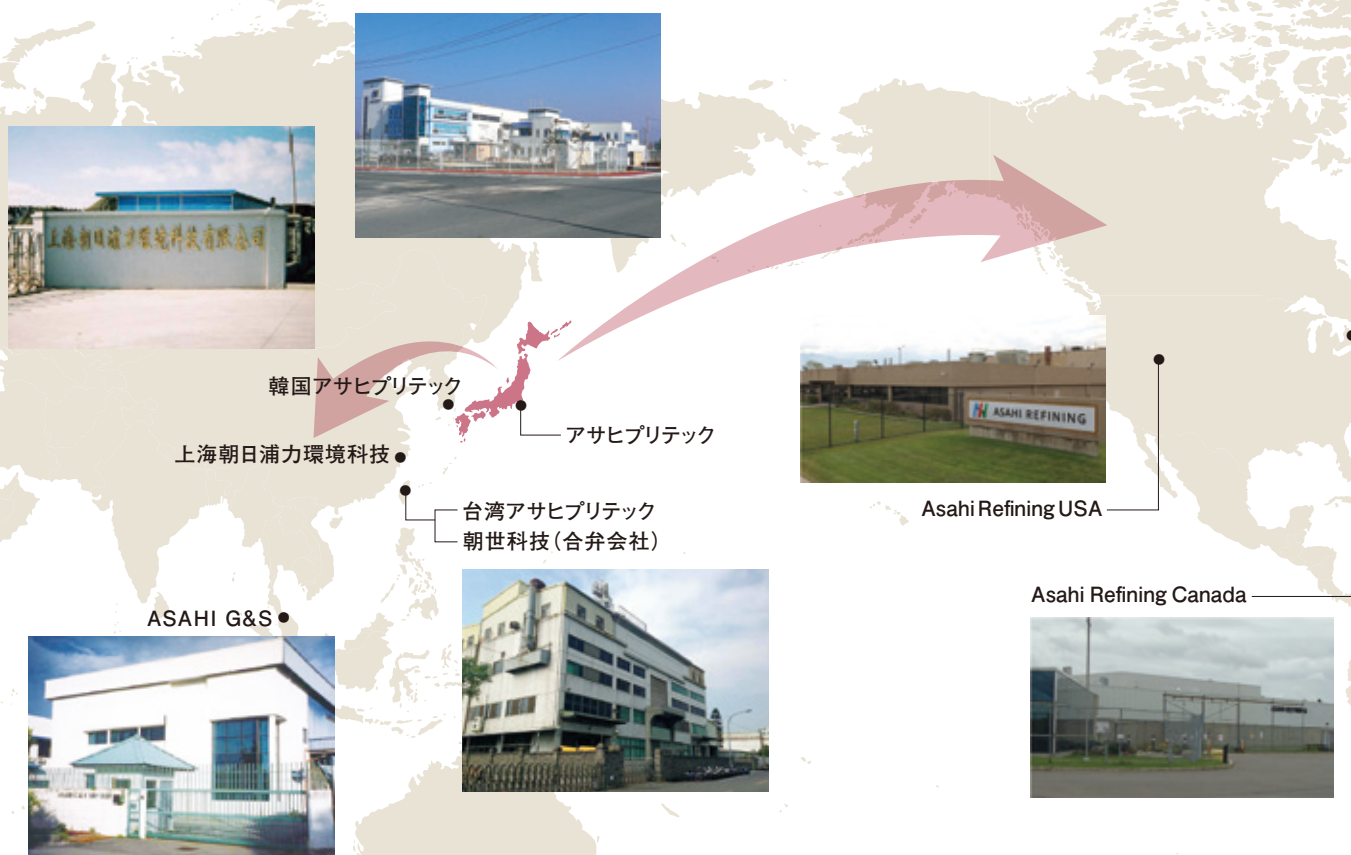 上海朝日浦力環境科技有限公司
韓国アサヒプリテック
アサヒプリテック
上海朝日浦力環境科技
台湾アサヒプリテック
朝世科技(合弁会社)
ASAHI REFINING
Asahi Refining USA
Asahi Refining Canada
ASAHI G&S